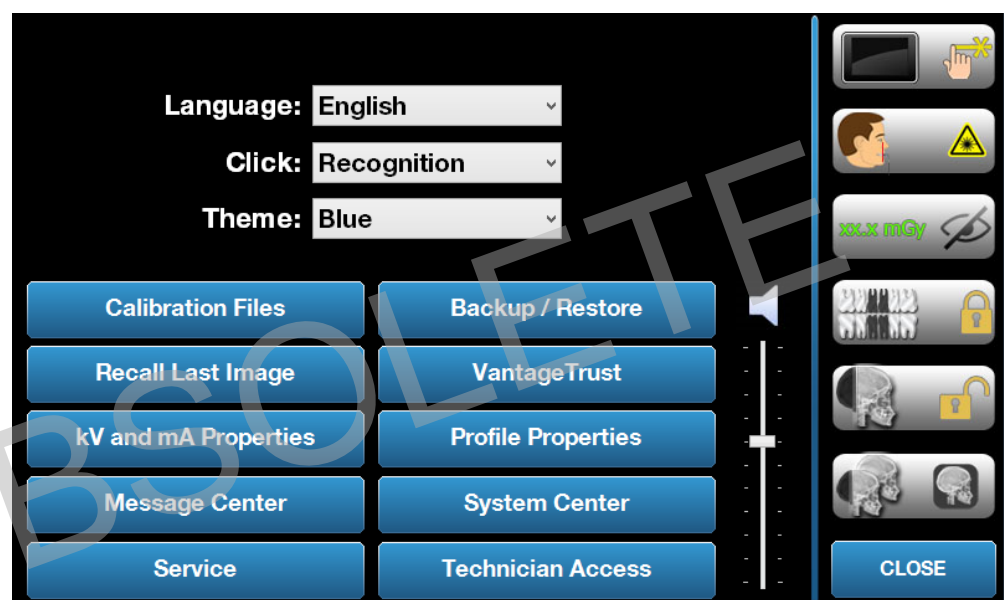 Language: English
Click: Recognition
Theme: Blue
Calibration Files
Backup / Restore
Recall Last Image
VantageTrust
kV and mA Properties
Profile Properties
Message Center
System Center
Service
Technician Access
xx.x mGy
CLOSE
BSOLETE